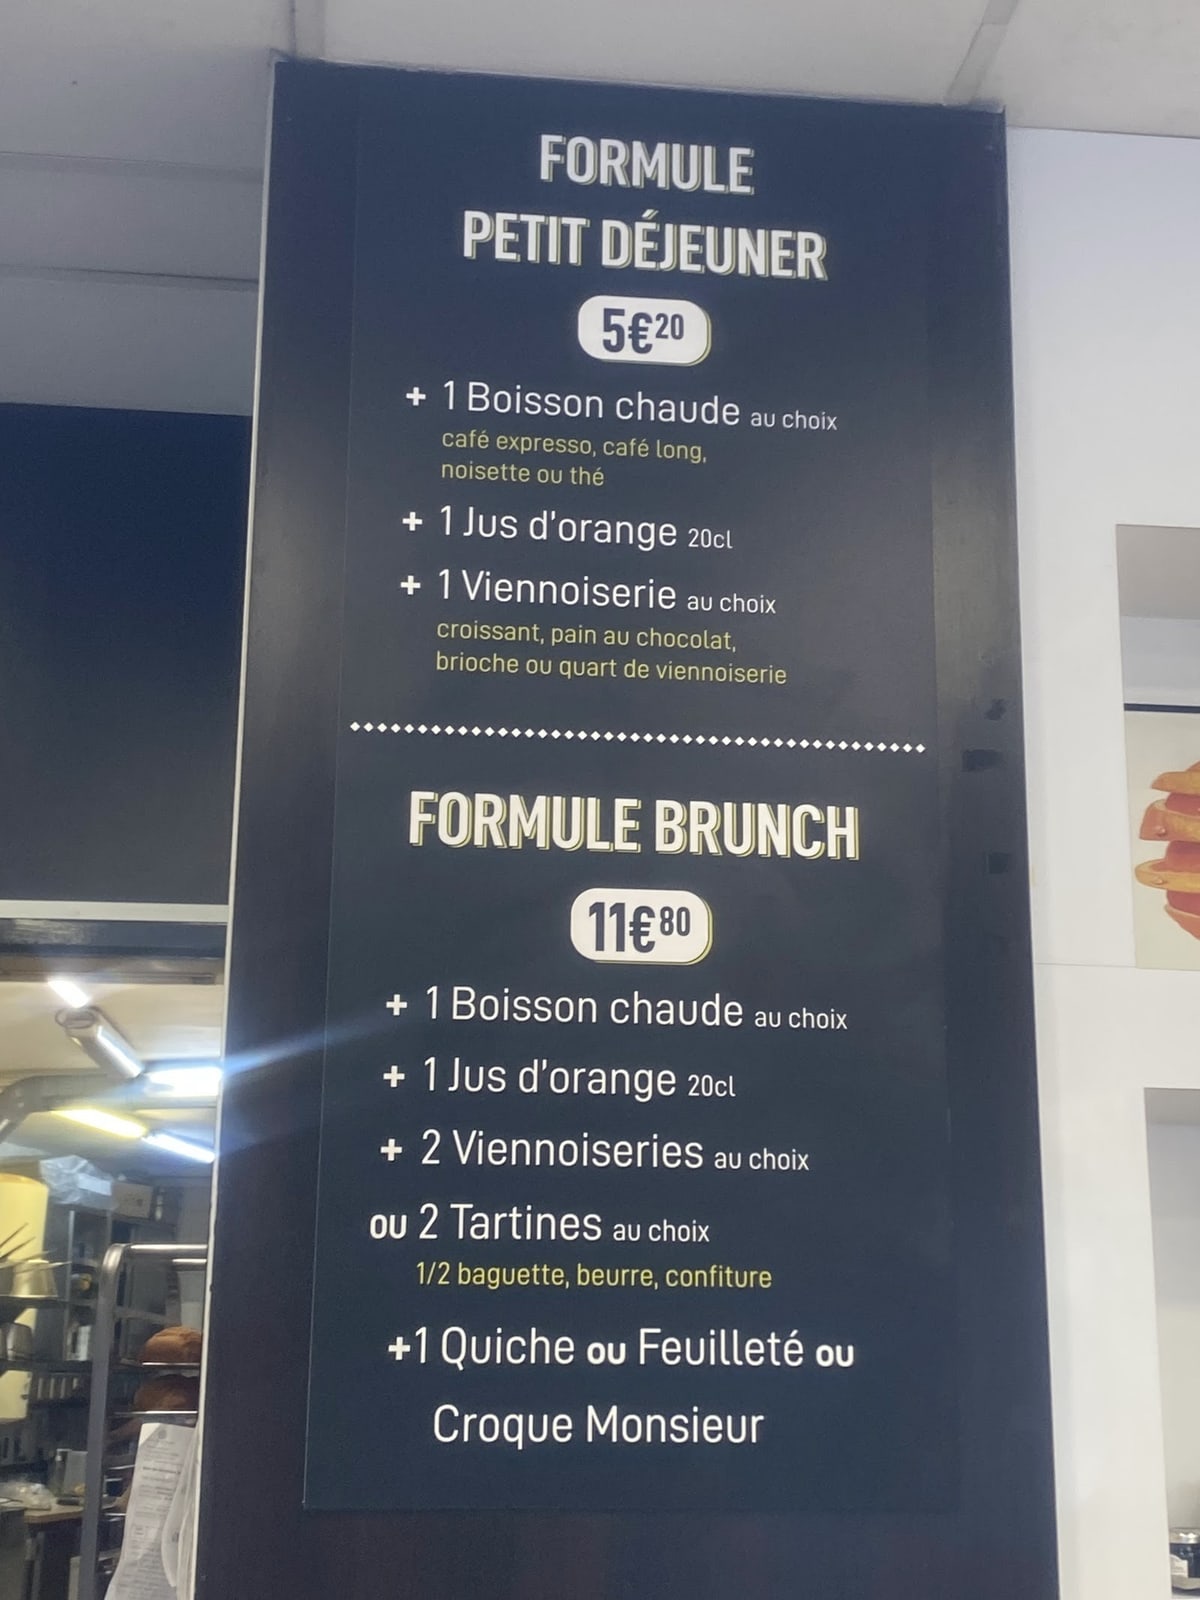 FORMULE
PETIT DÉJEUNER
5€20
+ 1 Boisson chaude au choix
café expresso, café long,
noisette ou thé
+ 1 Jus d'orange 20cl
+ 1 Viennoiserie au choix
croissant, pain au chocolat,
brioche ou quart de viennoiserie
FORMULE BRUNCH
11€80
+ 1 Boisson chaude au choix
+ 1 Jus d'orange 20cl
+ 2 Viennoiseries au choix
ou 2 Tartines au choix
1/2 baguette, beurre, confiture
+1 Quiche ou Feuilleté ou
Croque Monsieur